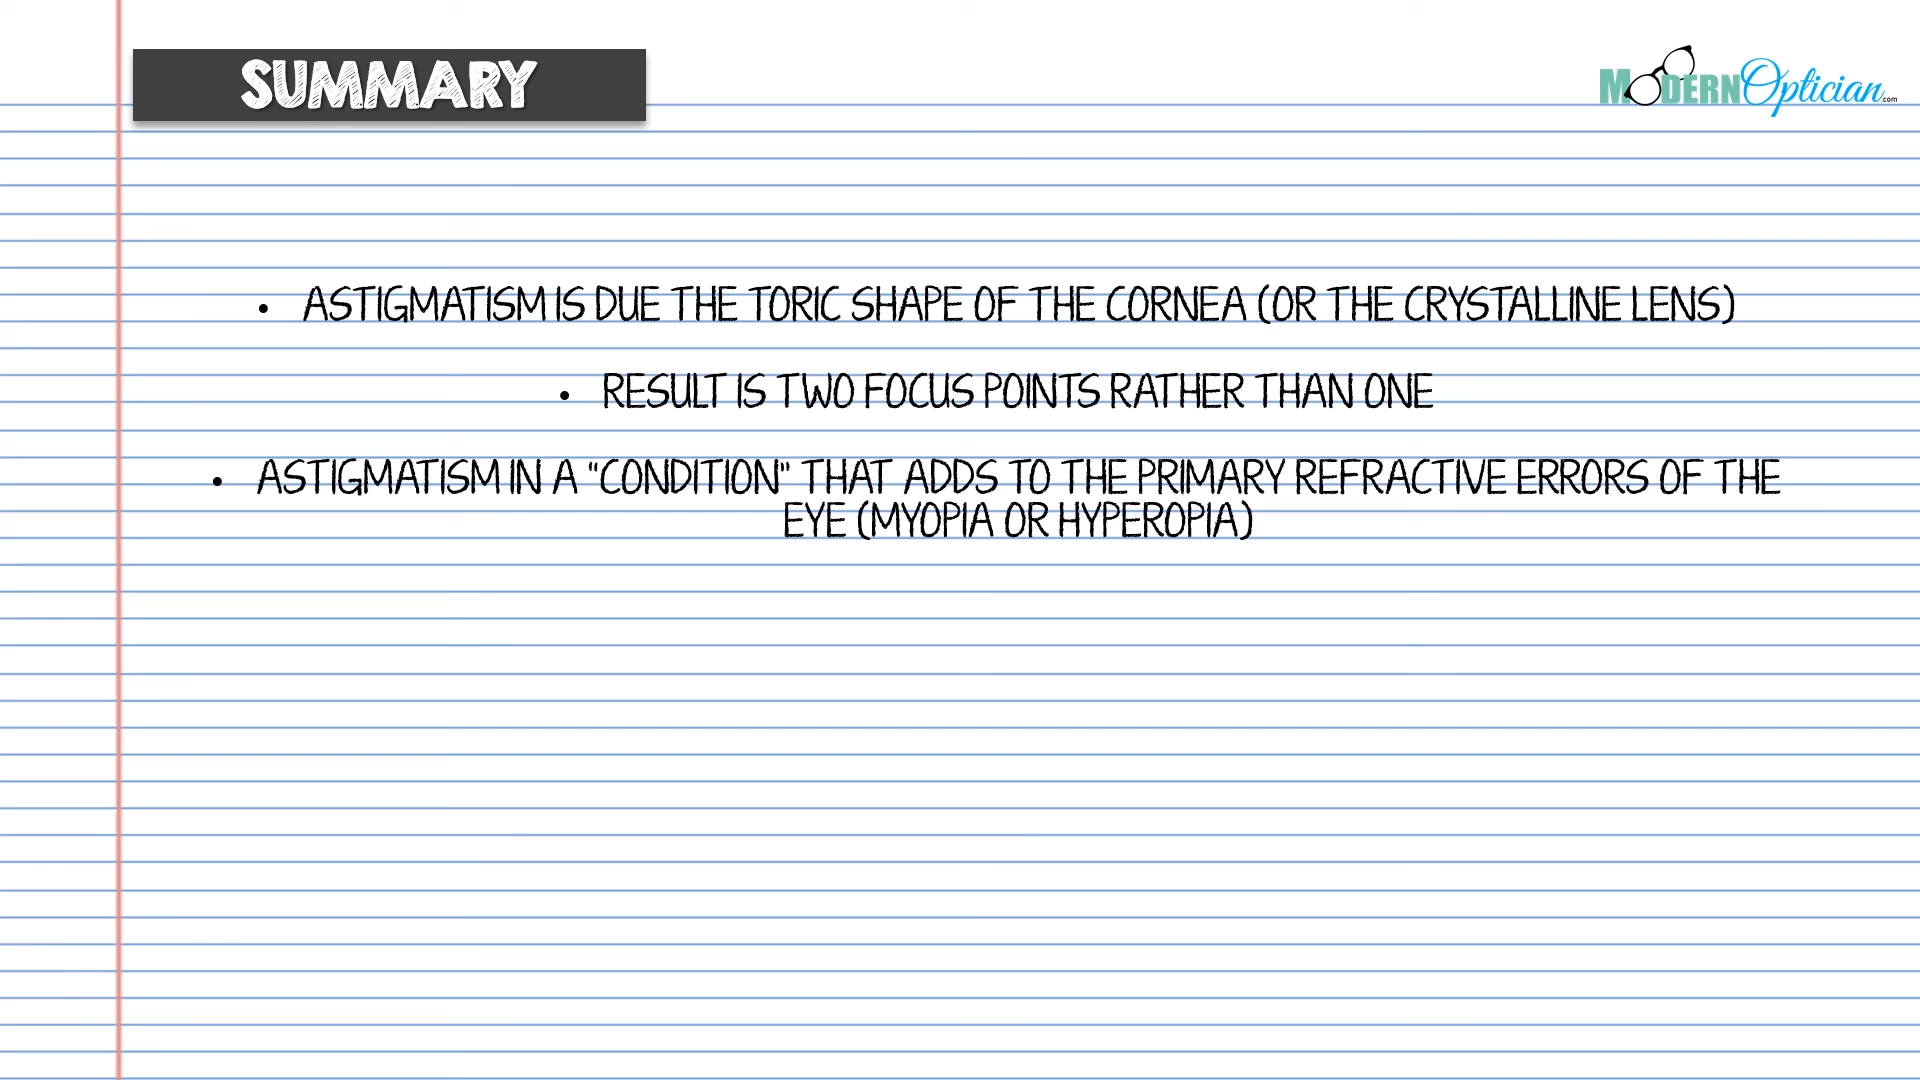 SUMMARY
MODERNOptician.com
• ASTIGMATISM IS DUE THE TORIC SHAPE OF THE CORNEA (OR THE CRYSTALLINE LENS)
• RESULT IS TWO FOCUS POINTS RATHER THAN ONE
• ASTIGMATISM IN A "CONDITION" THAT ADDS TO THE PRIMARY REFRACTIVE ERRORS OF THE
EYE (MYOPIA OR HYPEROPIA)